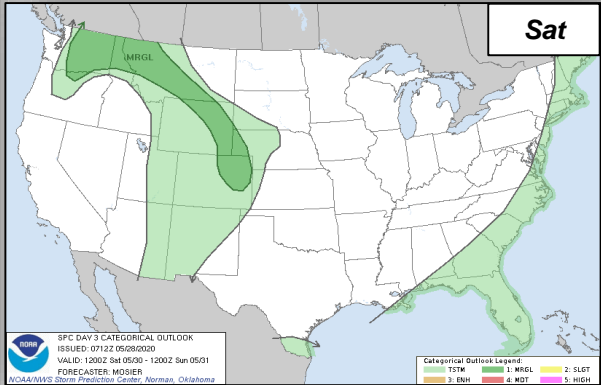 Sat
MRGL
SPC DAY 3 CATEGORICAL OUTLOOK
ISSUED: 0712Z 05/28/2020
VALID: 1200Z Sat 05/30 - 1200Z Sun 05/31
FORECASTER: MOSIER
NOAA/NWS Storm Prediction Center, Norman, Oklahoma
NOAA
Categorical Outlook Legend:
TSTM 1: MRGL 2: SLGT
3: ENH 4: MDT 5: HIGH